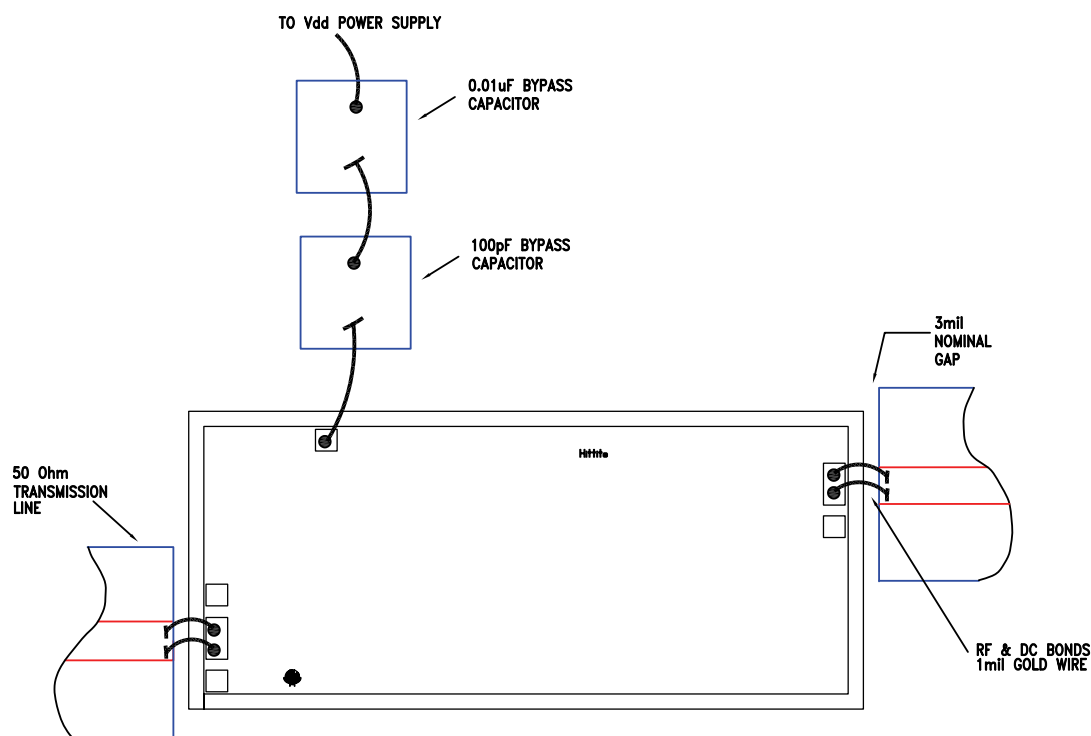 TO Vdd POWER SUPPLY
0.01uF BYPASS
CAPACITOR
100pF BYPASS
CAPACITOR
3mil
NOMINAL
GAP
Hittite
50 Ohm
TRANSMISSION
LINE
RF & DC BONDS
1mil GOLD WIRE